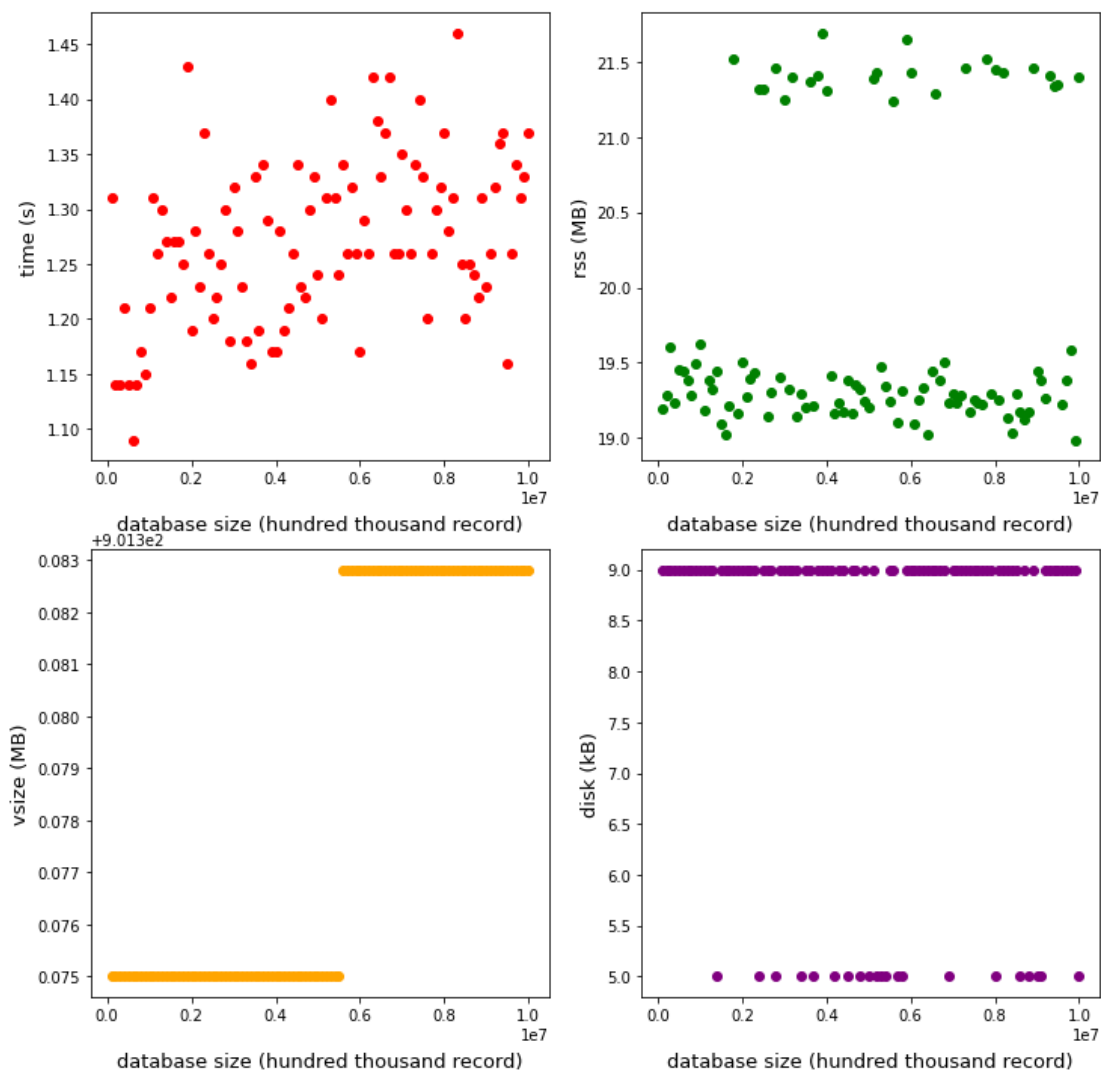 time (s)
1.45
1.40
1.35
1.30
1.25
1.20
1.15
1.10
0.0 0.2 0.4 0.6 0.8 1.0
1e7
database size (hundred thousand record)
rss (MB)
21.5
21.0
20.5
20.0
19.5
19.0
0.0 0.2 0.4 0.6 0.8 1.0
1e7
database size (hundred thousand record)
+9.013e2
vsize (MB)
0.083
0.082
0.081
0.080
0.079
0.078
0.077
0.076
0.075
0.0 0.2 0.4 0.6 0.8 1.0
1e7
database size (hundred thousand record)
disk (kB)
9.0
8.5
8.0
7.5
7.0
6.5
6.0
5.5
5.0
0.0 0.2 0.4 0.6 0.8 1.0
1e7
database size (hundred thousand record)